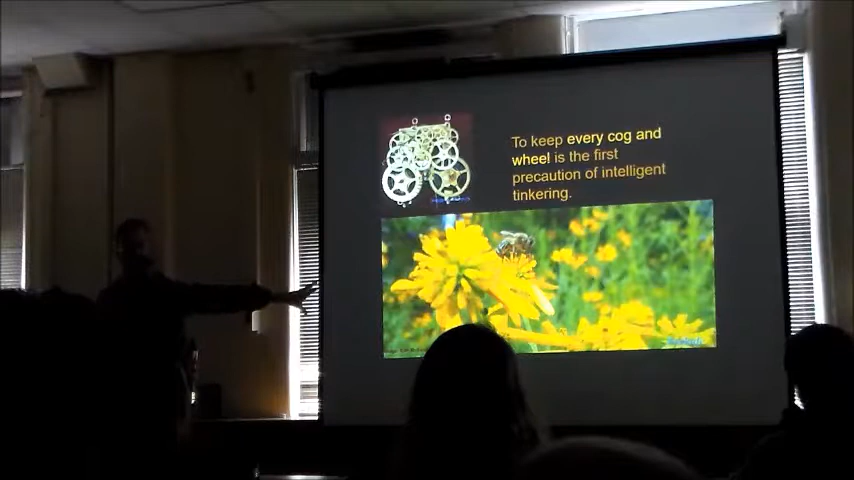 To keep every cog and
wheel is the first
precaution of intelligent
tinkering.